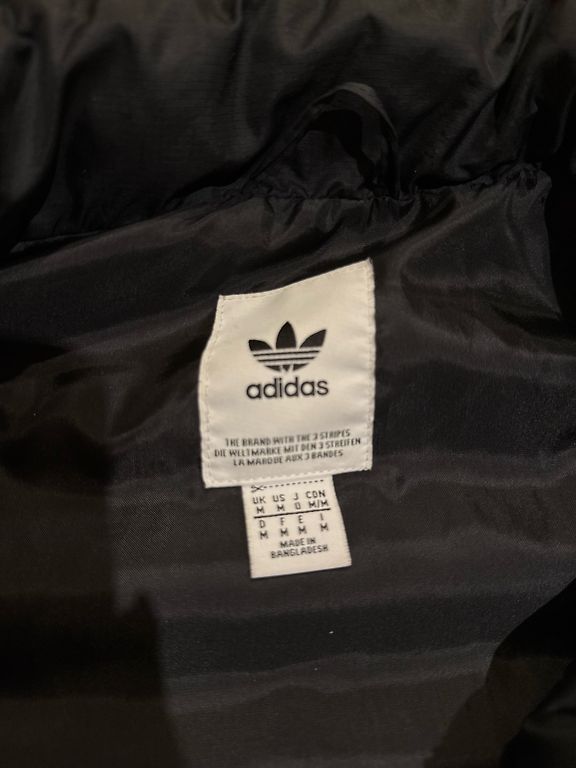 adidas
THE BRAND WITH THE 3 STRIPES
DIE WELTMARKE MIT DEN 3 STREIFEN
LA MARQUE AUX 3 BANDES
UK US J CDN
M M O M/M
D F E I
M M M M
MADE IN
BANGLADESH